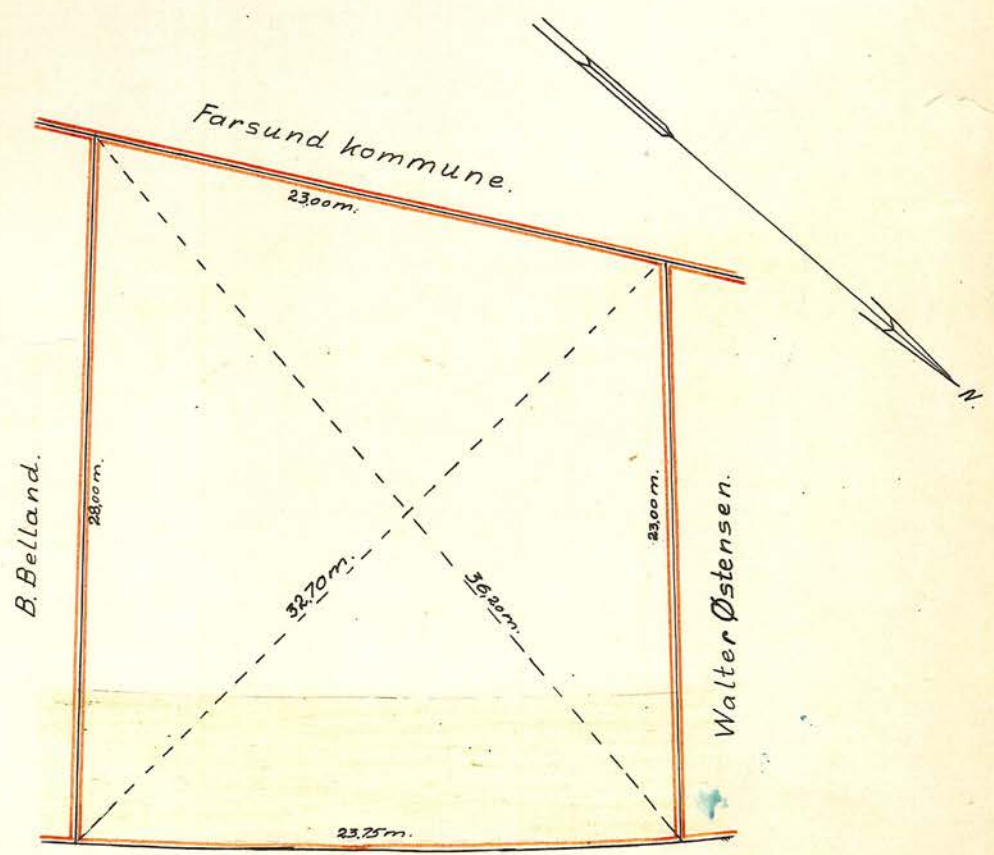 Farsund kommune.
23.00m.
N.
B. Belland.
28,00m.
23,00m.
Walter Østensen.
32.70m.
36,20m.
23.75m.